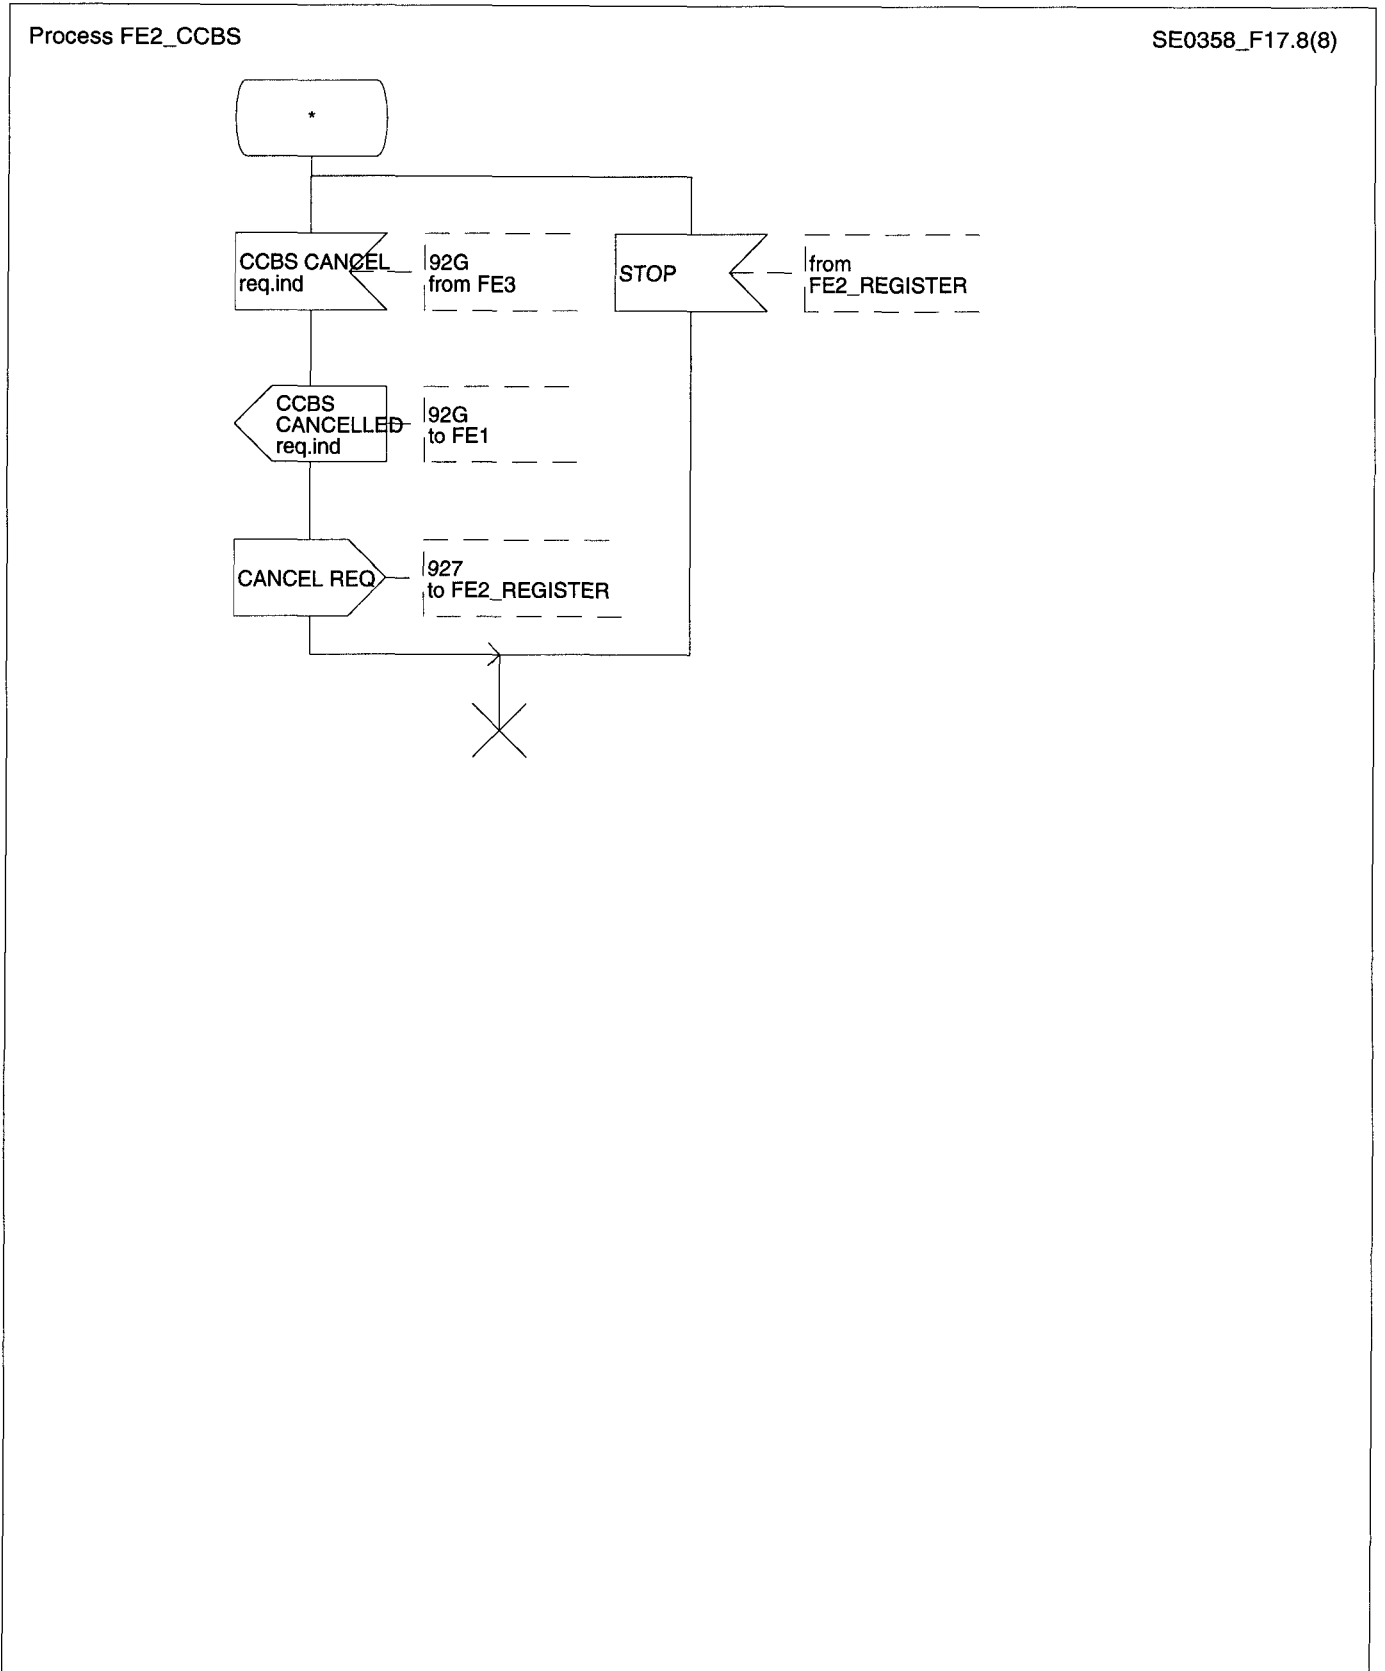 Process FE2_CCBS
SE0358_F17.8(8)
*
CCBS CANCEL
req.ind
92G
from FE3
STOP
from
FE2_REGISTER
CCBS
CANCELLED
req.ind
92G
to FE1
CANCEL REQ
927
to FE2_REGISTER